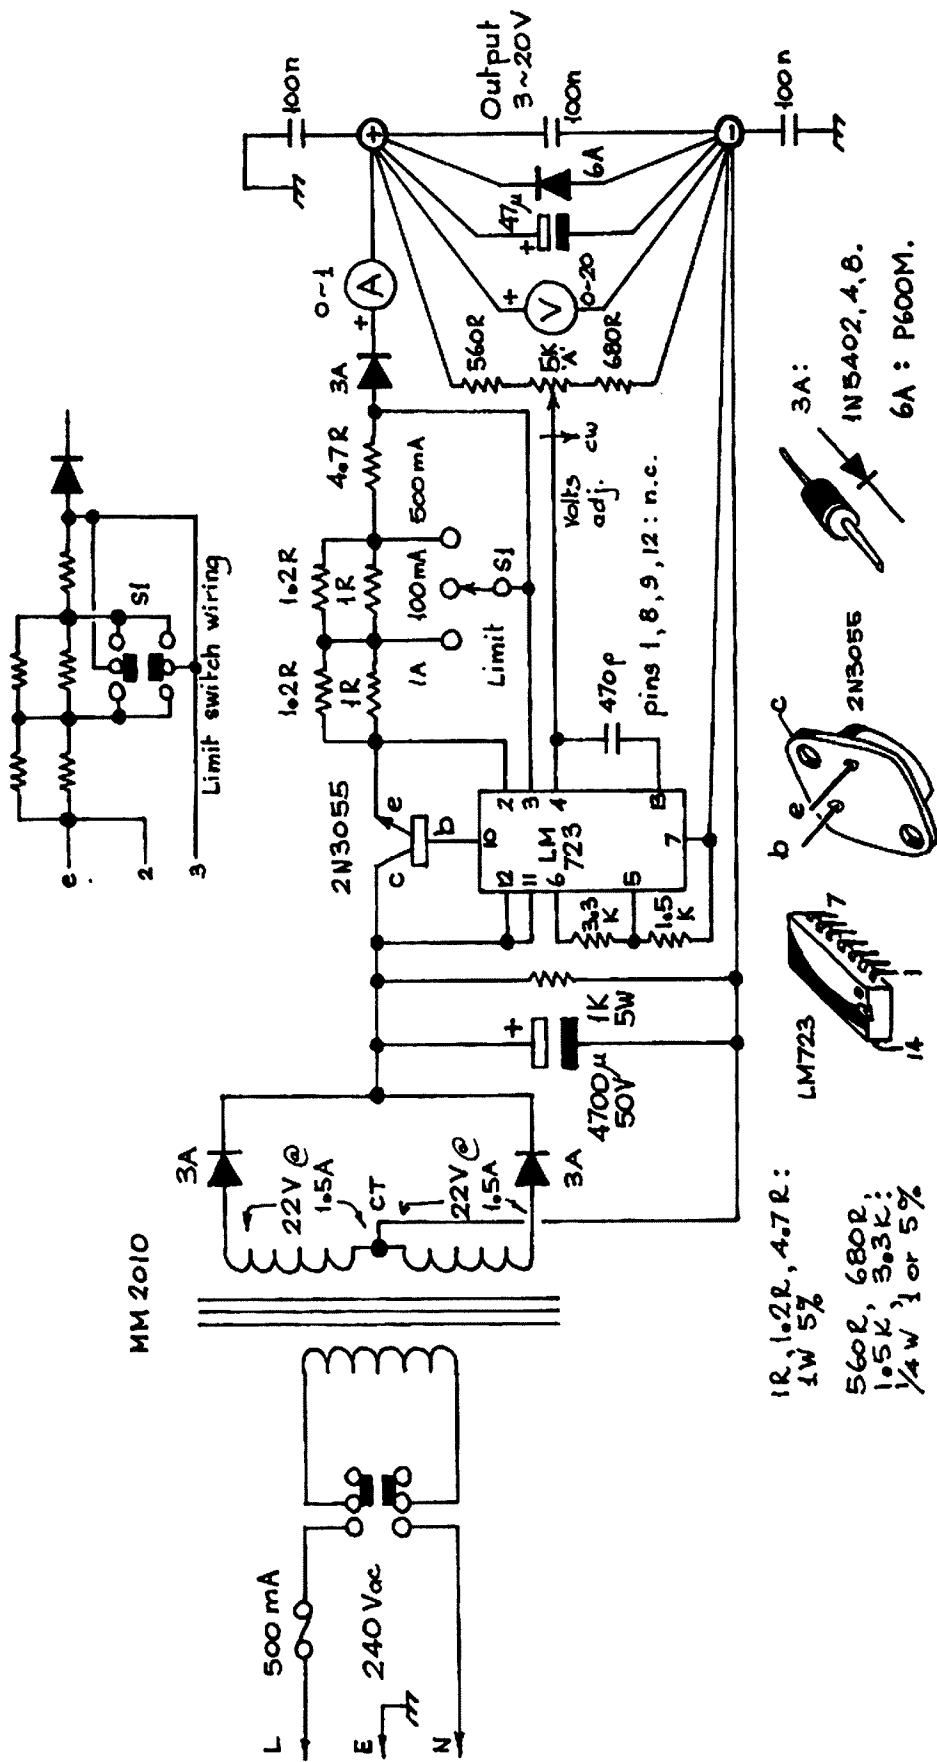 L
E
N
500mA
240 Vac
MM 2010
3A
22V @
1.5A
CT
22V @
1.5A
3A
4700µ
50V
+
1K
5W
2N3055
c
e
b
10
12
11
6
5
2
3
4
13
7
LM
723
3.3
K
1.5
K
1.2R
1R
1.2R
1R
4.7R
1A
100mA
500mA
Limit
S1
3A
0~1
+
A
470p
pins 1, 8, 9, 12 : n.c.
Volts
adj.
cw
560R
5K
'A'
680R
+
V
0-20
47µ
+
6A
100n
100n
100n
+
-
Output
3~20V
e
2
3
S1
Limit switch wiring
1R, 1.2R, 4.7R :
1W 5%
560R, 680R,
1.5K, 3.3K:
1/4W 1 or 5%
LM723
14
1
7
b
e
c
2N3055
3A:
1N5402, 4, 8.
6A : P600M.